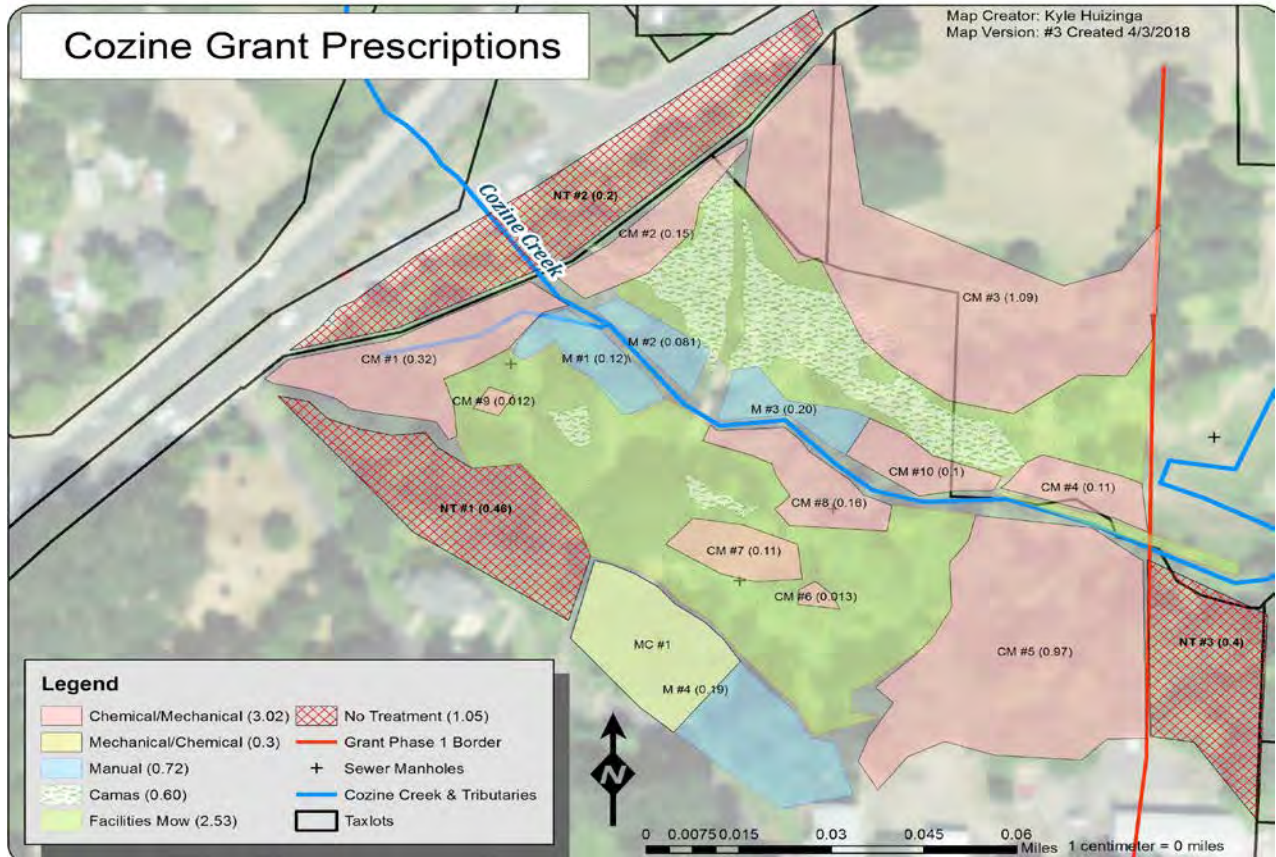 Cozine Grant Prescriptions
Map Creator: Kyle Huizinga
Map Version: #3 Created 4/3/2018
NT #2 (0.2)
Cozine Creek
CM #2 (0.15)
CM #3 (1.09)
CM #1 (0.32)
M #2 (0.081)
M #1 (0.12)
CM #9 (0.012)
M #3 (0.20)
CM #10 (0.1)
CM #4 (0.11)
CM #8 (0.16)
NT #1 (0.46)
CM #7 (0.11)
CM #6 (0.013)
MC #1
CM #5 (0.97)
NT #3 (0.4)
M #4 (0.19)
Legend
Chemical/Mechanical (3.02)
Mechanical/Chemical (0.3)
Manual (0.72)
Camas (0.60)
Facilities Mow (2.53)
No Treatment (1.05)
Grant Phase 1 Border
Sewer Manholes
Cozine Creek & Tributaries
Taxlots
N
0 0.0075 0.015 0.03 0.045 0.06
Miles
1 centimeter = 0 miles